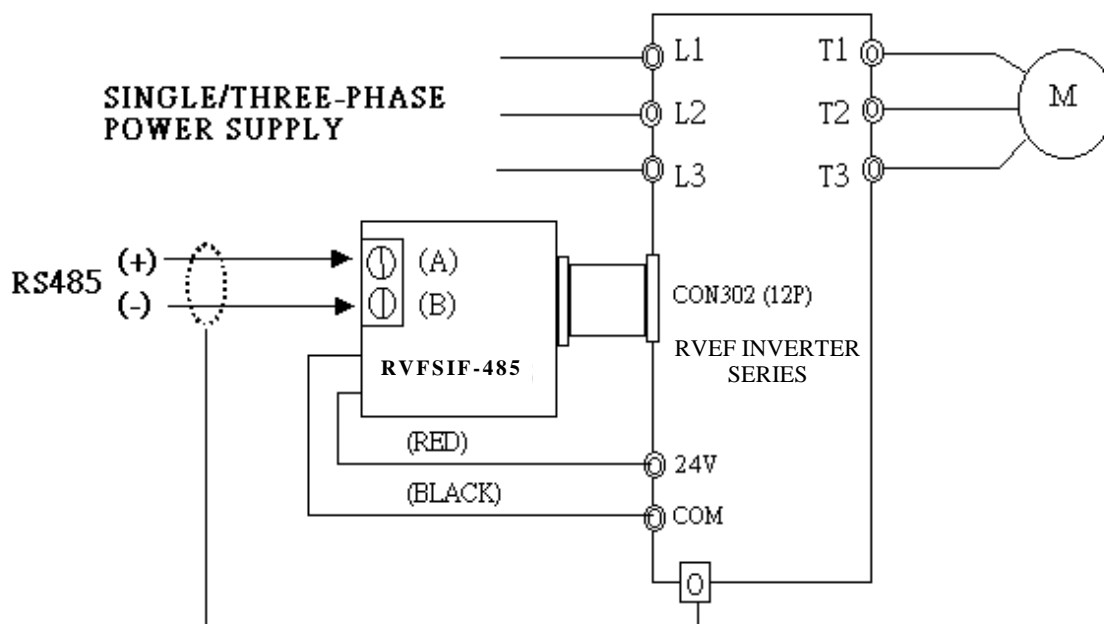 L1
T1
M
SINGLE/THREE-PHASE
POWER SUPPLY
L2
T2
L3
T3
RS485
(+)
(-)
(A)
(B)
CON302 (12P)
RVFSIF-485
RVEF INVERTER
SERIES
(RED)
24V
(BLACK)
COM
O